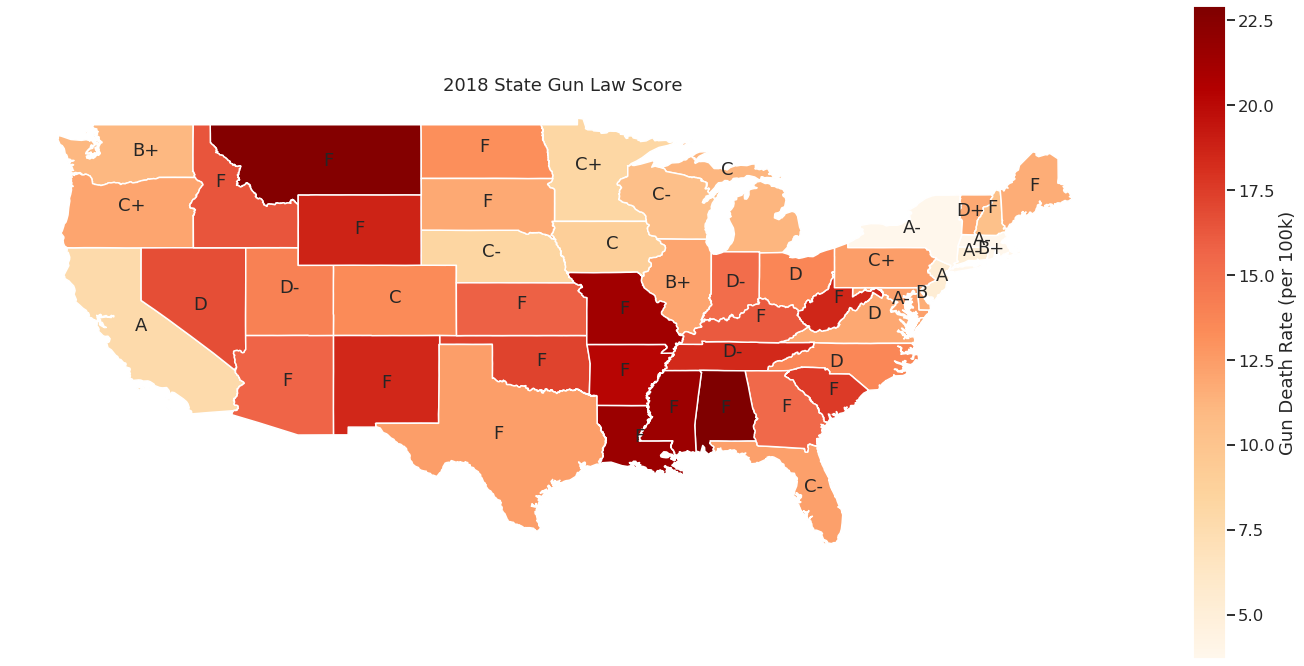 2018 State Gun Law Score
B+ F F F C+ C F
C+ F F F C- D+ F
A-
C- C C+ A- A- B+
D D- C B+ D- D A
A F F F F D A- B
F F F F D- D
F F F F F
F F C-
22.5
20.0
17.5
15.0
12.5
10.0
7.5
5.0
Gun Death Rate (per 100k)